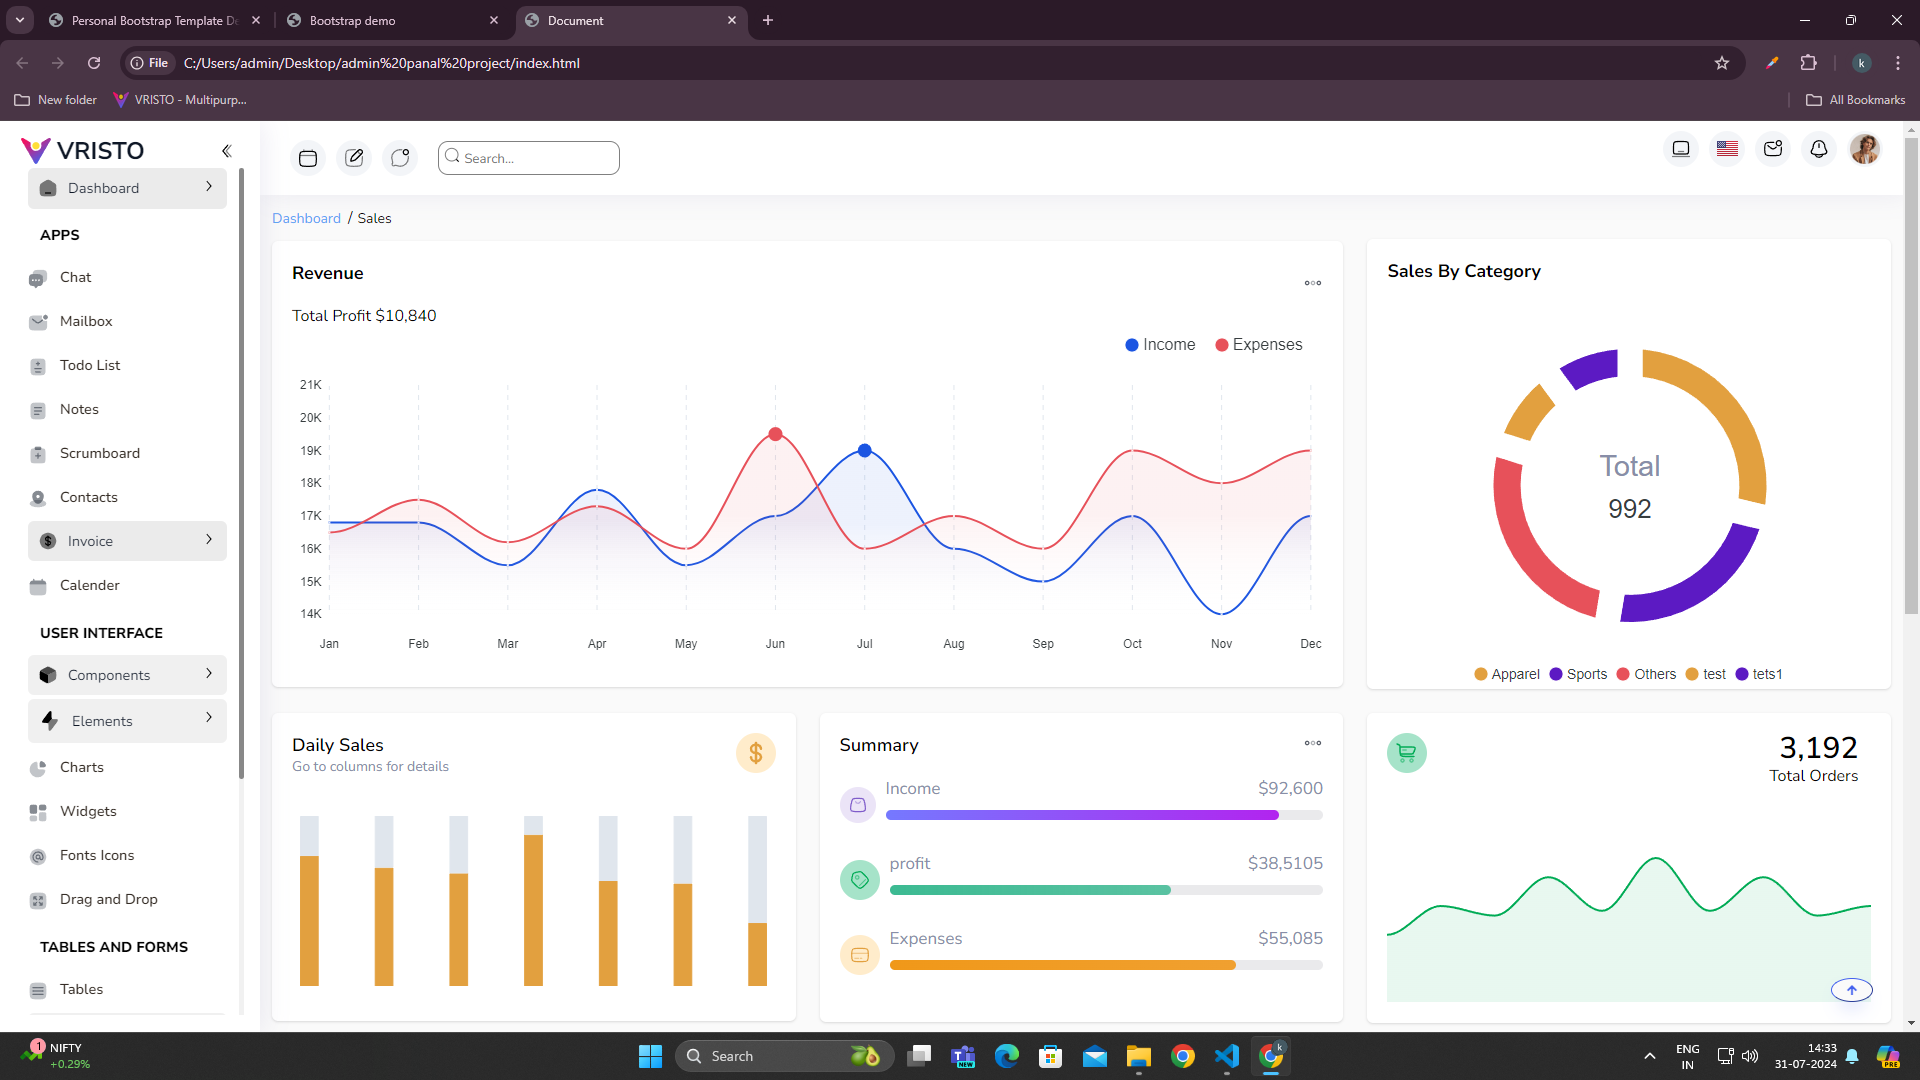 Personal Bootstrap Template De
Bootstrap demo
Document
File
C:/Users/admin/Desktop/admin%20panal%20project/index.html
k
New folder
VRISTO - Multipurp...
All Bookmarks
VRISTO
Search...
Dashboard
APPS
Chat
Mailbox
Todo List
Notes
Scrumboard
Contacts
Invoice
Calender
USER INTERFACE
Components
Elements
Charts
Widgets
Fonts Icons
Drag and Drop
TABLES AND FORMS
Tables
Dashboard / Sales
Revenue
Total Profit $10,840
Income Expenses
21K
20K
19K
18K
17K
16K
15K
14K
Jan Feb Mar Apr May Jun Jul Aug Sep Oct Nov Dec
Sales By Category
Total
992
Apparel Sports Others test tets1
Daily Sales
Go to columns for details
$
Summary
Income $92,600
profit $38,5105
Expenses $55,085
3,192
Total Orders
1
NIFTY
+0.29%
Search
NEW
k
ENG
IN
14:33
31-07-2024
PRE